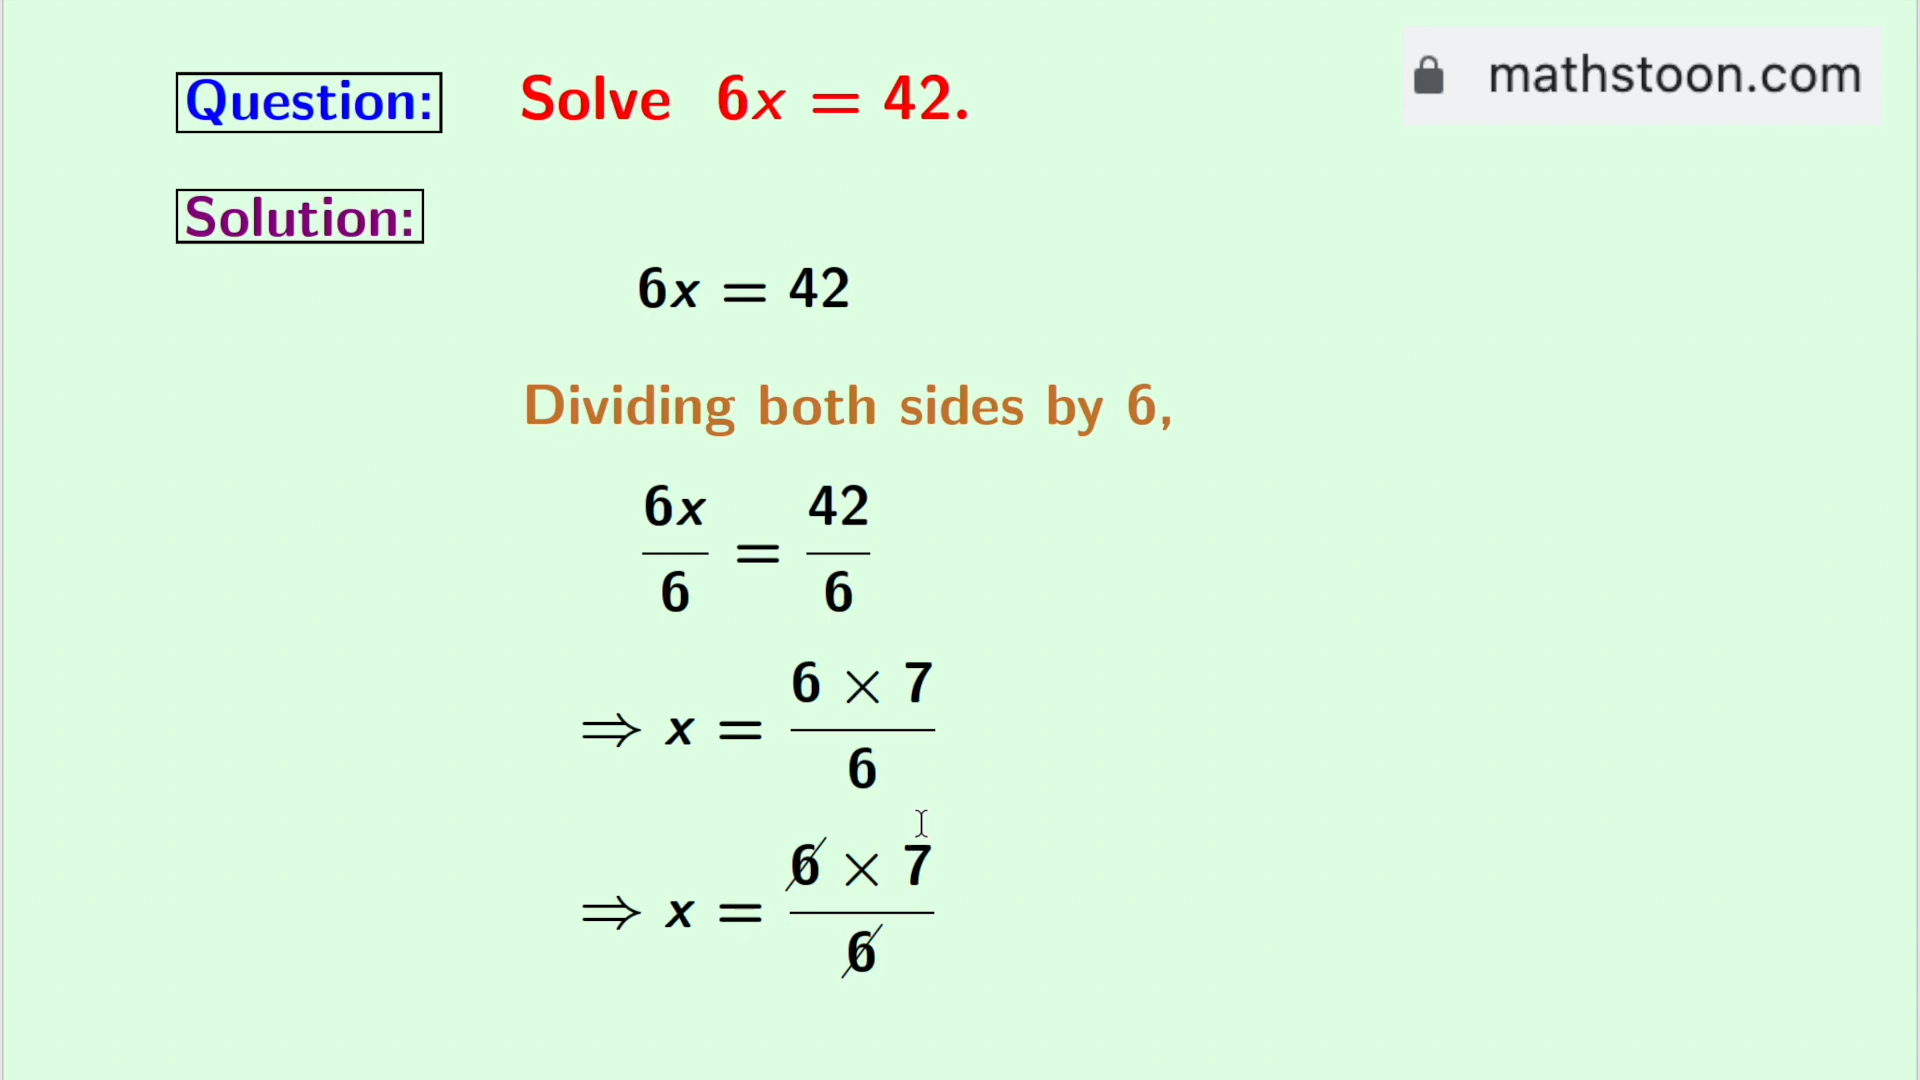 Question: Solve 6x = 42.
mathstoon.com
Solution:
6x = 42
Dividing both sides by 6,
6x/6 = 42/6
⇒ x = 6 × 7/6
⇒ x = 6 × 7/6